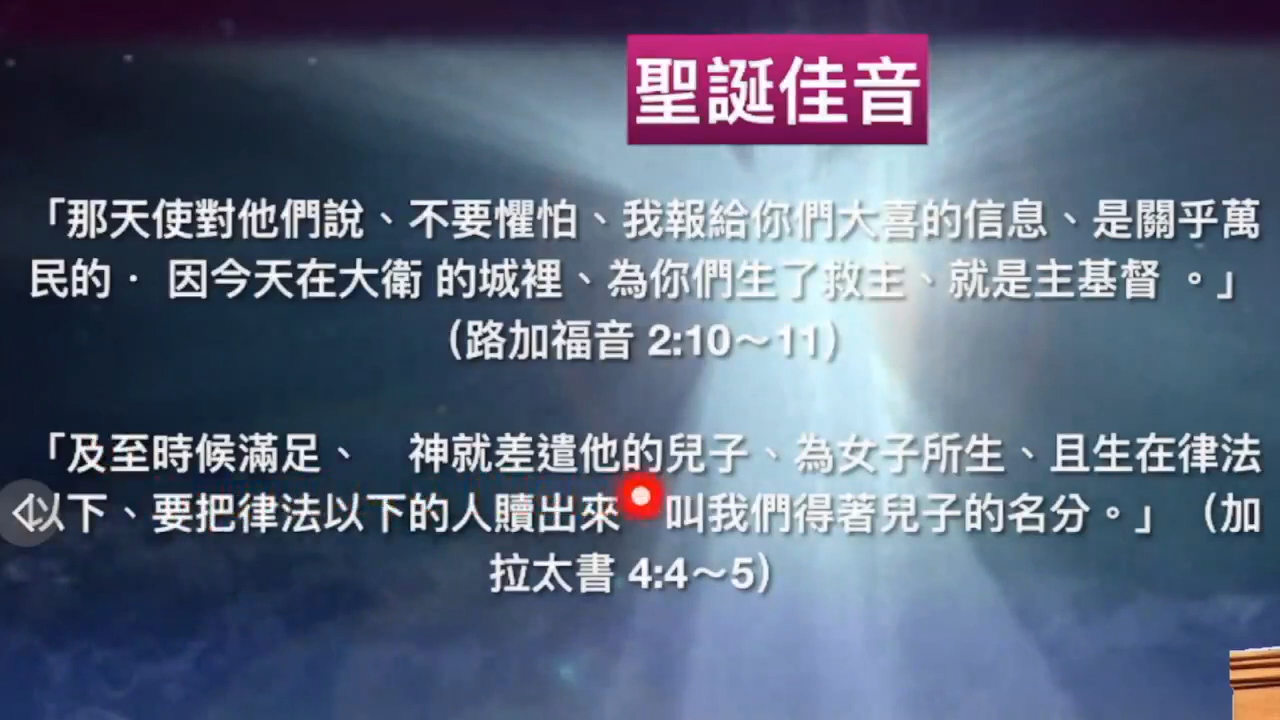 聖誕佳音
「那天使對他們說、不要懼怕、我報給你們大喜的信息、是關乎萬
民的． 因今天在大衛 的城裡、為你們生了救主、就是主基督 。」
（路加福音 2:10～11）
「及至時候滿足、　神就差遣他的兒子、為女子所生、且生在律法
以下、要把律法以下的人贖出來　叫我們得著兒子的名分。」（加
拉太書 4:4～5）